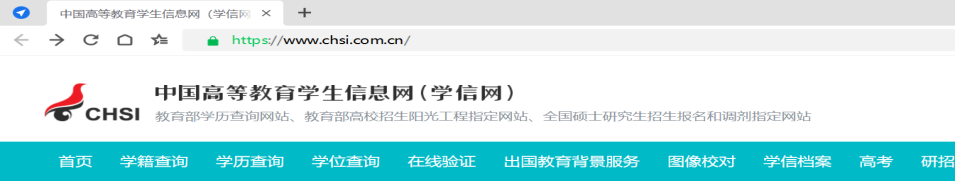 中国高等教育学生信息网（学信网
https://www.chsi.com.cn/
中国高等教育学生信息网（学信网）
CHSI 教育部学历查询网站、教育部高校招生阳光工程指定网站、全国硕士研究生招生报名和调剂指定网站
首页 学籍查询 学历查询 学位查询 在线验证 出国教育背景服务 图像校对 学信档案 高考 研招